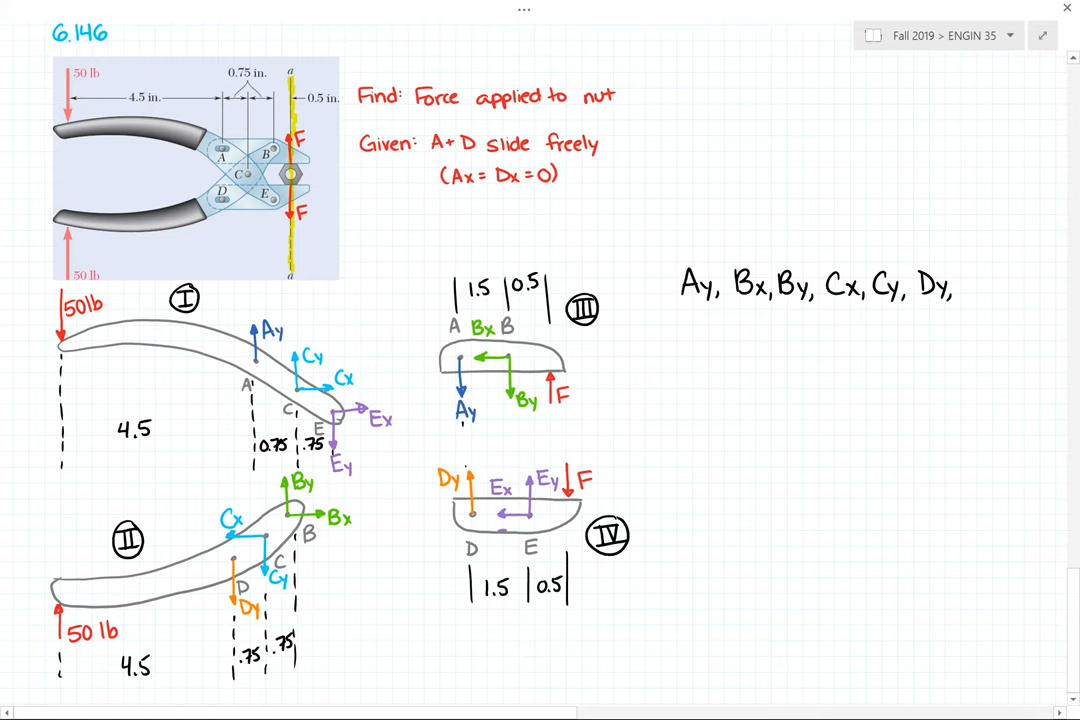 6.146
Fall 2019 > ENGIN 35
50 lb
0.75 in.
a
4.5 in.
0.5 in.
F
A
B
C
D
E
F
50 lb
a
Find: Force applied to nut
Given: A + D slide freely
(Ax = Dx = 0)
Ay, Bx, By, Cx, Cy, Dy,
I
50 lb
Ay
Cy
Cx
A
C
E
Ex
Ey
4.5
0.75
.75
II
By
Bx
B
Cx
C
Cy
D
Dy
50 lb
4.5
.75
.75
III
1.5
0.5
A
Bx
B
Ay
By
F
IV
Dy
Ex
Ey
F
D
E
1.5
0.5